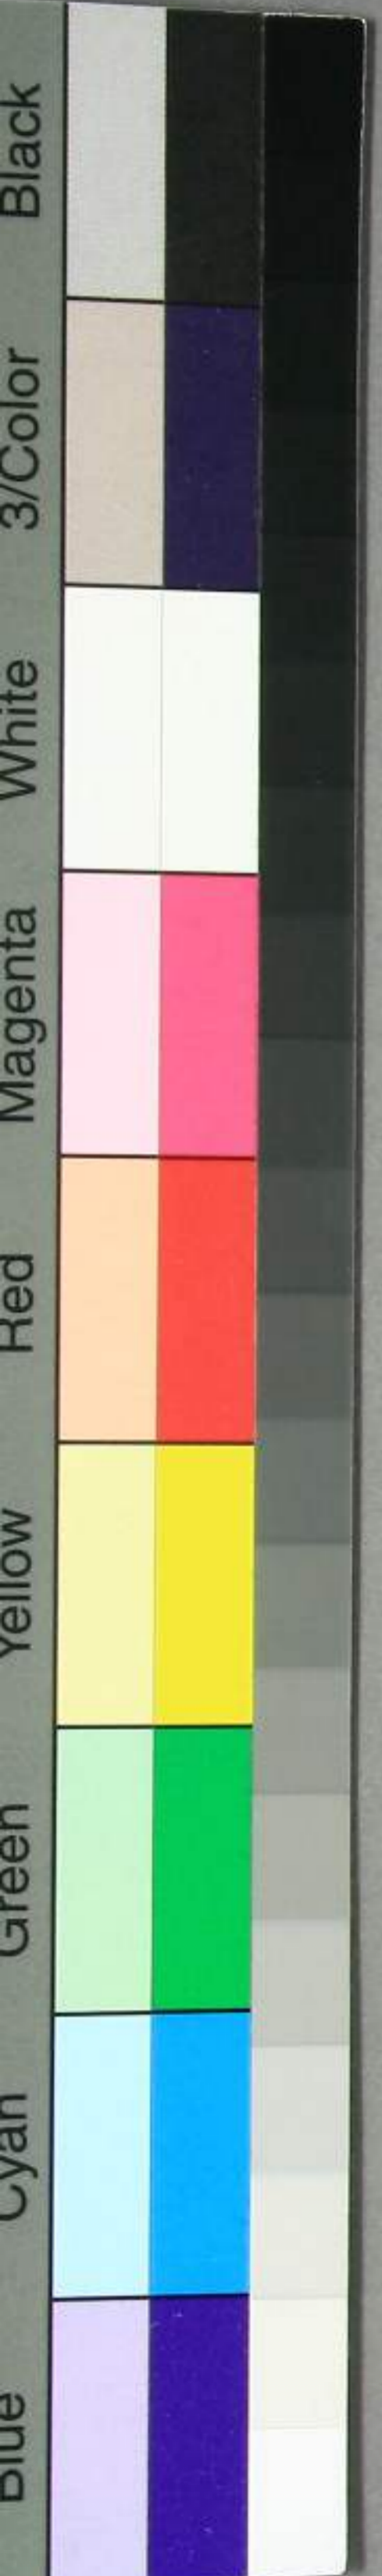 Blue
Cyan
Green
Yellow
Red
Magenta
White
3/Color
Black